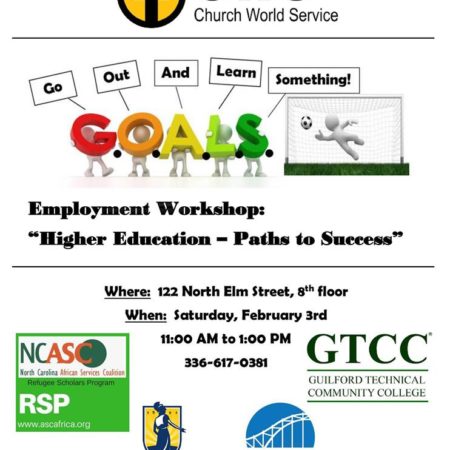 Church World Service
Go Out And Learn Something!
G.O.A.L.S.
Employment Workshop:
“Higher Education – Paths to Success”
Where: 122 North Elm Street, 8th floor
When: Saturday, February 3rd
11:00 AM to 1:00 PM
336-617-0381
NCASC
North Carolina African Services Coalition
Refugee Scholars Program
RSP
www.ascafrica.org
GTCC®
GUILFORD TECHNICAL
COMMUNITY COLLEGE